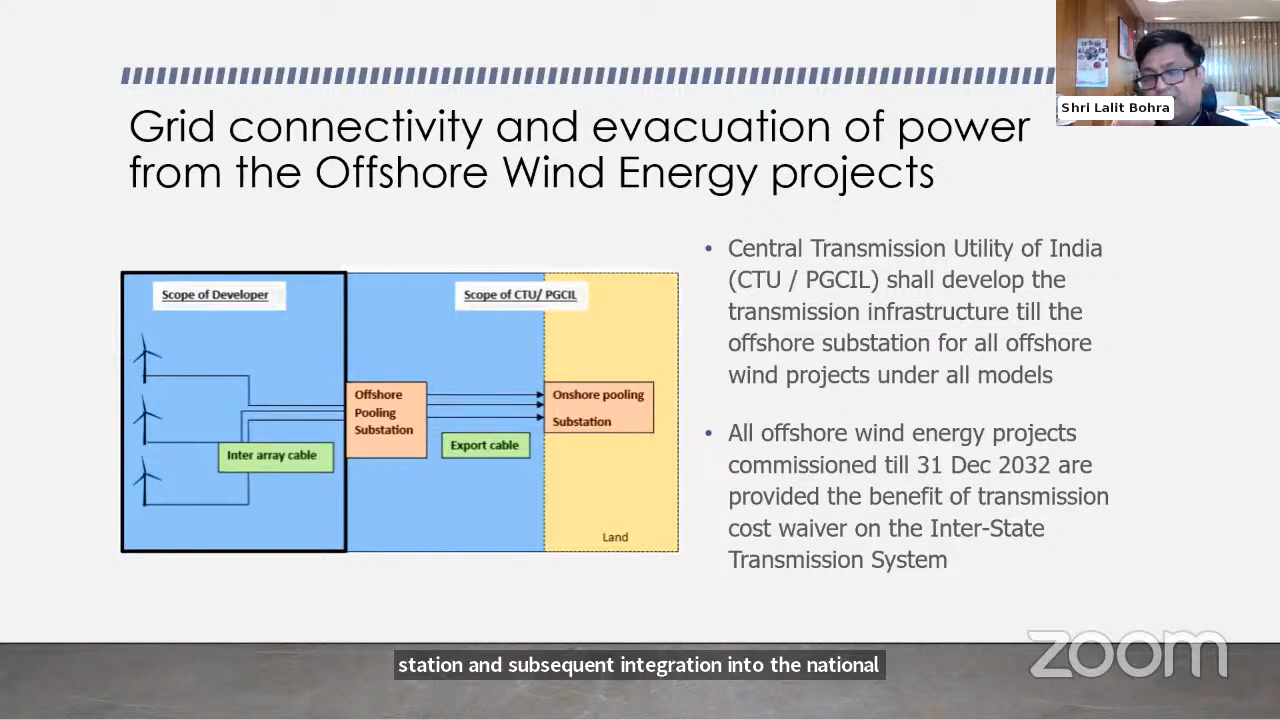 Shri Lalit Bohra
Grid connectivity and evacuation of power
from the Offshore Wind Energy projects
Scope of Developer
Scope of CTU/ PGCIL
Offshore
Pooling
Substation
Onshore pooling
Substation
Inter array cable
Export cable
Land
• Central Transmission Utility of India
(CTU / PGCIL) shall develop the
transmission infrastructure till the
offshore substation for all offshore
wind projects under all models
• All offshore wind energy projects
commissioned till 31 Dec 2032 are
provided the benefit of transmission
cost waiver on the Inter-State
Transmission System
zoom
station and subsequent integration into the national